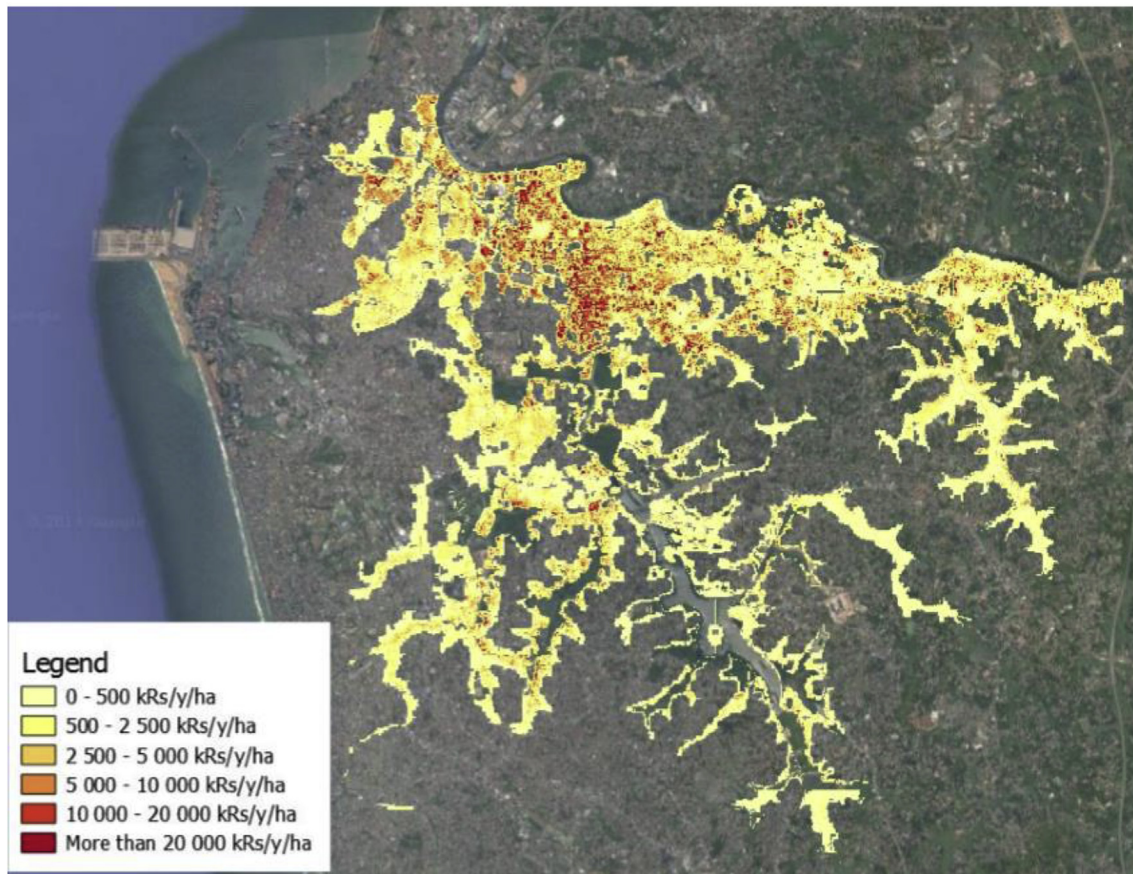 Legend
0 - 500 kRs/y/ha
500 - 2 500 kRs/y/ha
2 500 - 5 000 kRs/y/ha
5 000 - 10 000 kRs/y/ha
10 000 - 20 000 kRs/y/ha
More than 20 000 kRs/y/ha